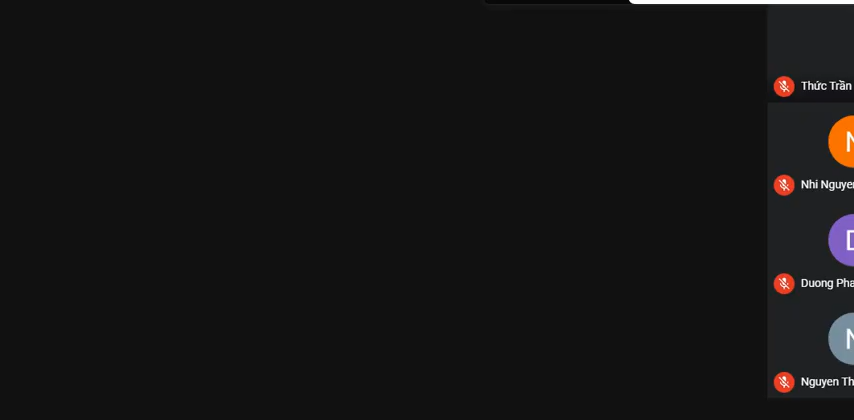 Thức Trần
Nhi Nguyen
Duong Pha
Nguyen Th